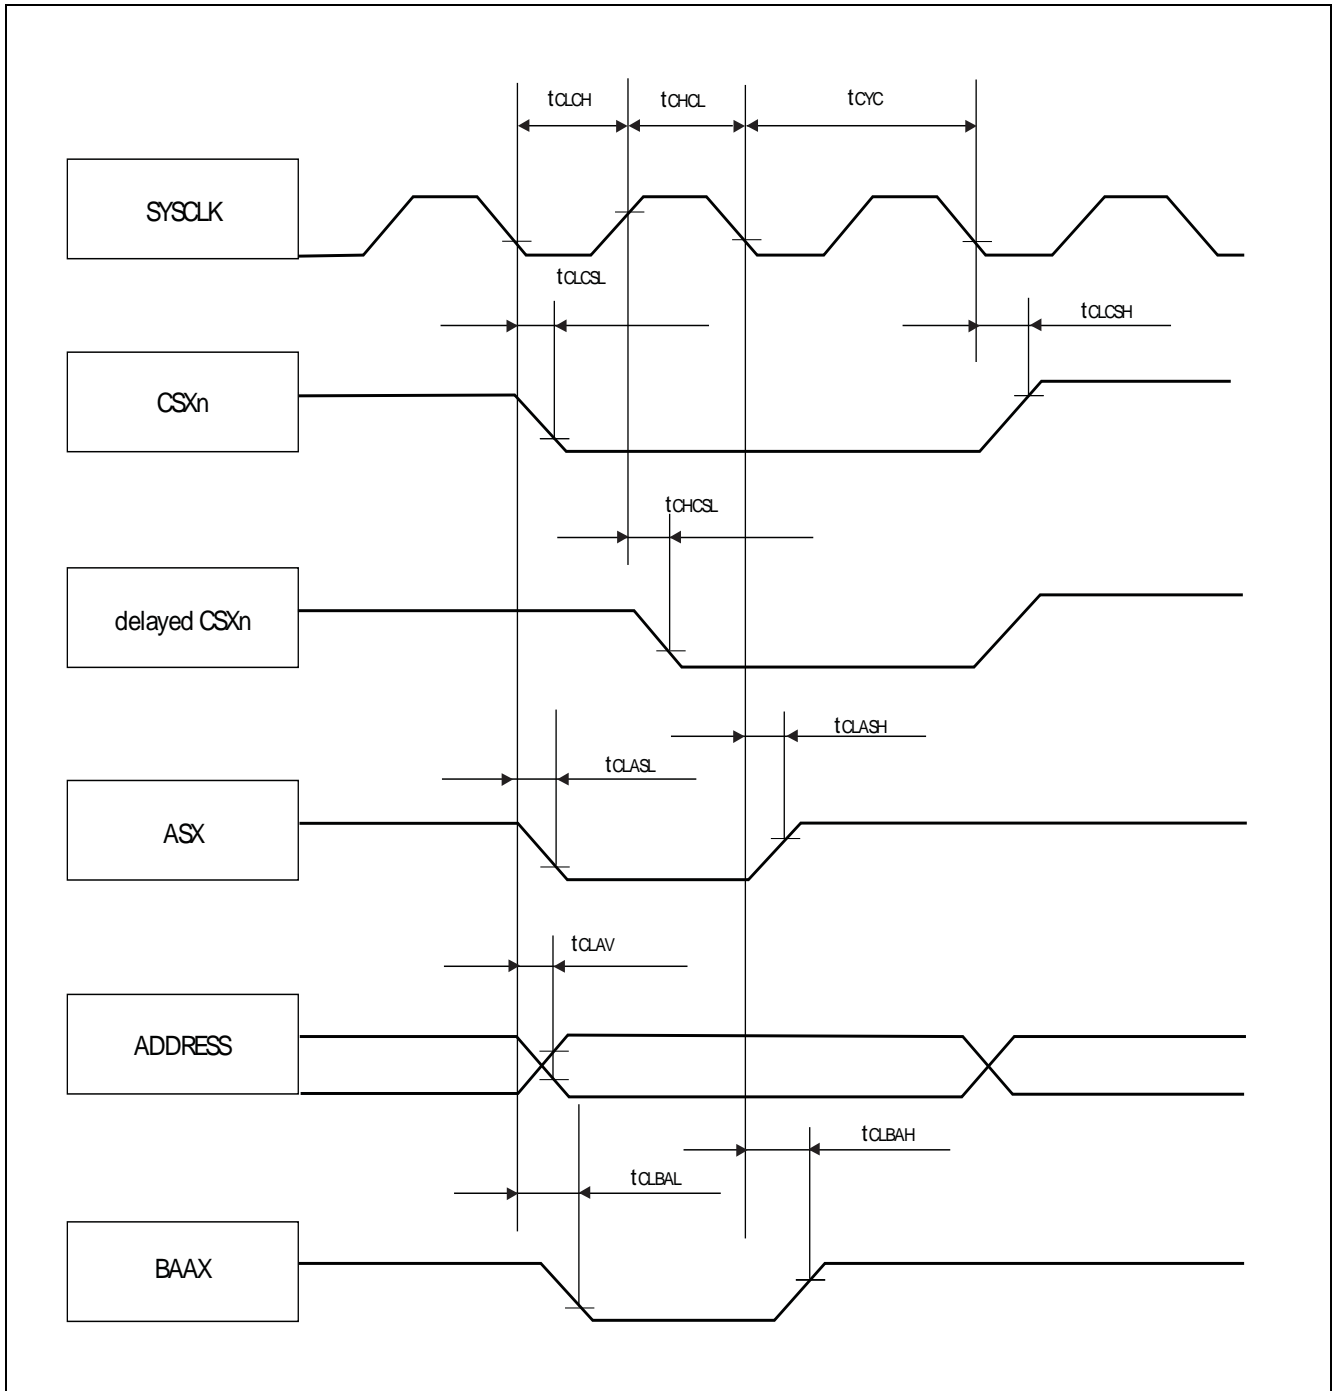 tCLCH
tCHCL
tCYC
SYSCLK
tCLCSL
tCLCSH
CSXn
tCHCSL
delayed CSXn
tCLASH
tCLASL
ASX
tCLAV
ADDRESS
tCLBAH
tCLBAL
BAAX